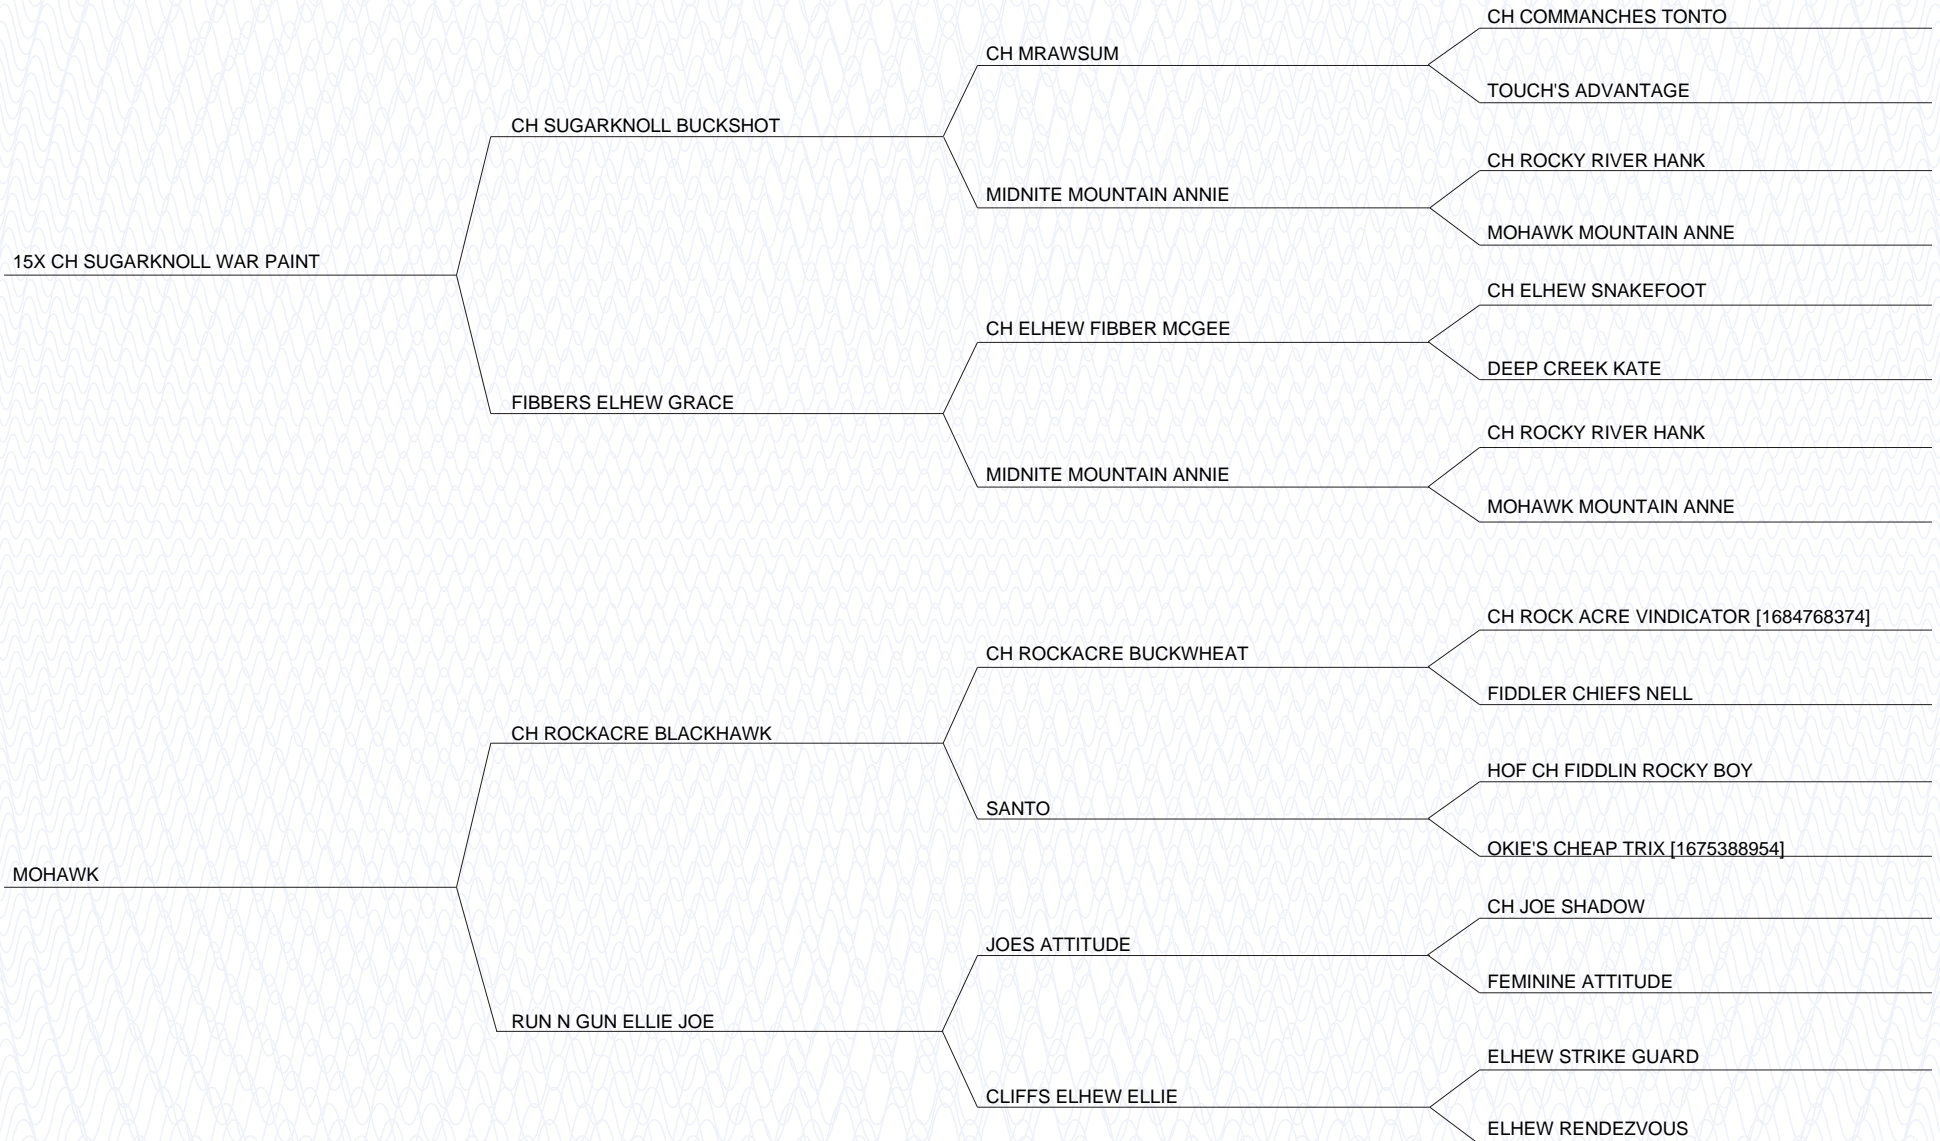 CH COMMANCHES TONTO
CH MRAWSUM
TOUCH'S ADVANTAGE
CH SUGARKNOLL BUCKSHOT
CH ROCKY RIVER HANK
MIDNITE MOUNTAIN ANNIE
MOHAWK MOUNTAIN ANNE
15X CH SUGARKNOLL WAR PAINT
CH ELHEW SNAKEFOOT
CH ELHEW FIBBER MCGEE
DEEP CREEK KATE
FIBBERS ELHEW GRACE
CH ROCKY RIVER HANK
MIDNITE MOUNTAIN ANNIE
MOHAWK MOUNTAIN ANNE
CH ROCK ACRE VINDICATOR [1684768374]
CH ROCKACRE BUCKWHEAT
FIDDLER CHIEFS NELL
CH ROCKACRE BLACKHAWK
HOF CH FIDDLIN ROCKY BOY
SANTO
OKIE'S CHEAP TRIX [1675388954]
MOHAWK
CH JOE SHADOW
JOES ATTITUDE
FEMININE ATTITUDE
RUN N GUN ELLIE JOE
ELHEW STRIKE GUARD
CLIFFS ELHEW ELLIE
ELHEW RENDEZVOUS